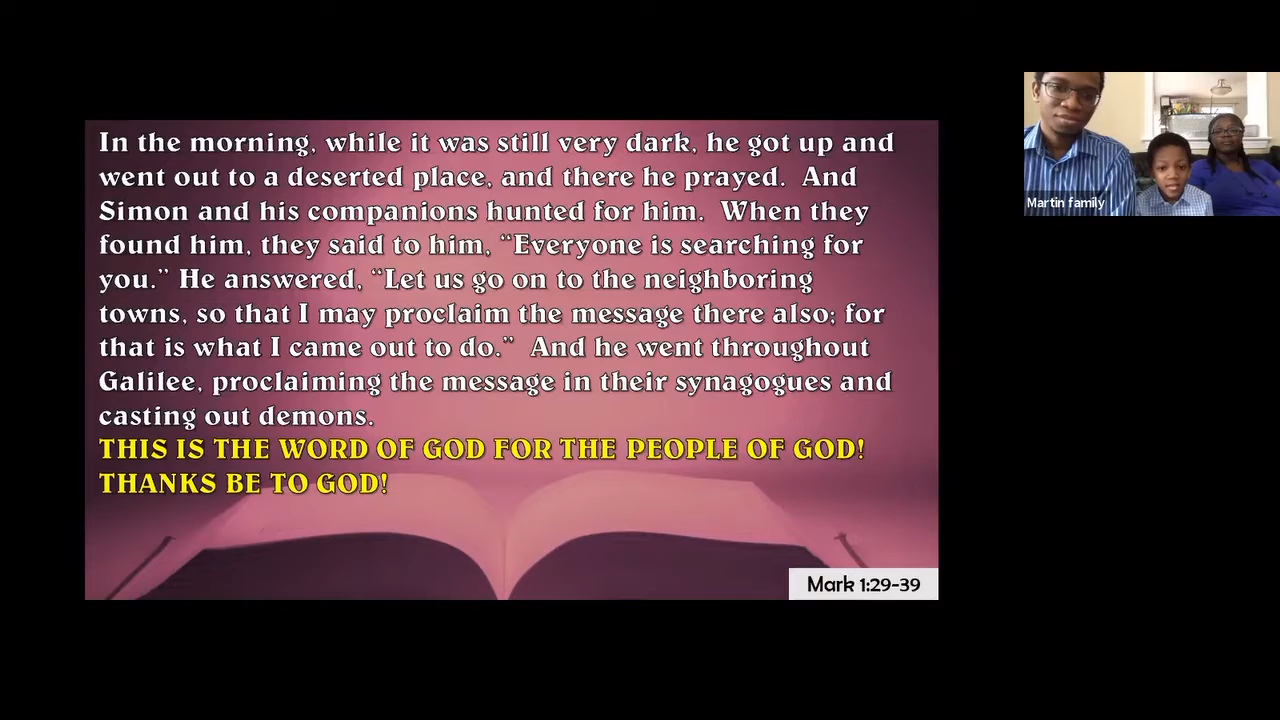 In the morning, while it was still very dark, he got up and
went out to a deserted place, and there he prayed.  And
Simon and his companions hunted for him.  When they
found him, they said to him, “Everyone is searching for
you.” He answered, “Let us go on to the neighboring
towns, so that I may proclaim the message there also; for
that is what I came out to do.”  And he went throughout
Galilee, proclaiming the message in their synagogues and
casting out demons.
THIS IS THE WORD OF GOD FOR THE PEOPLE OF GOD!
THANKS BE TO GOD!
Mark 1:29-39
Martin family